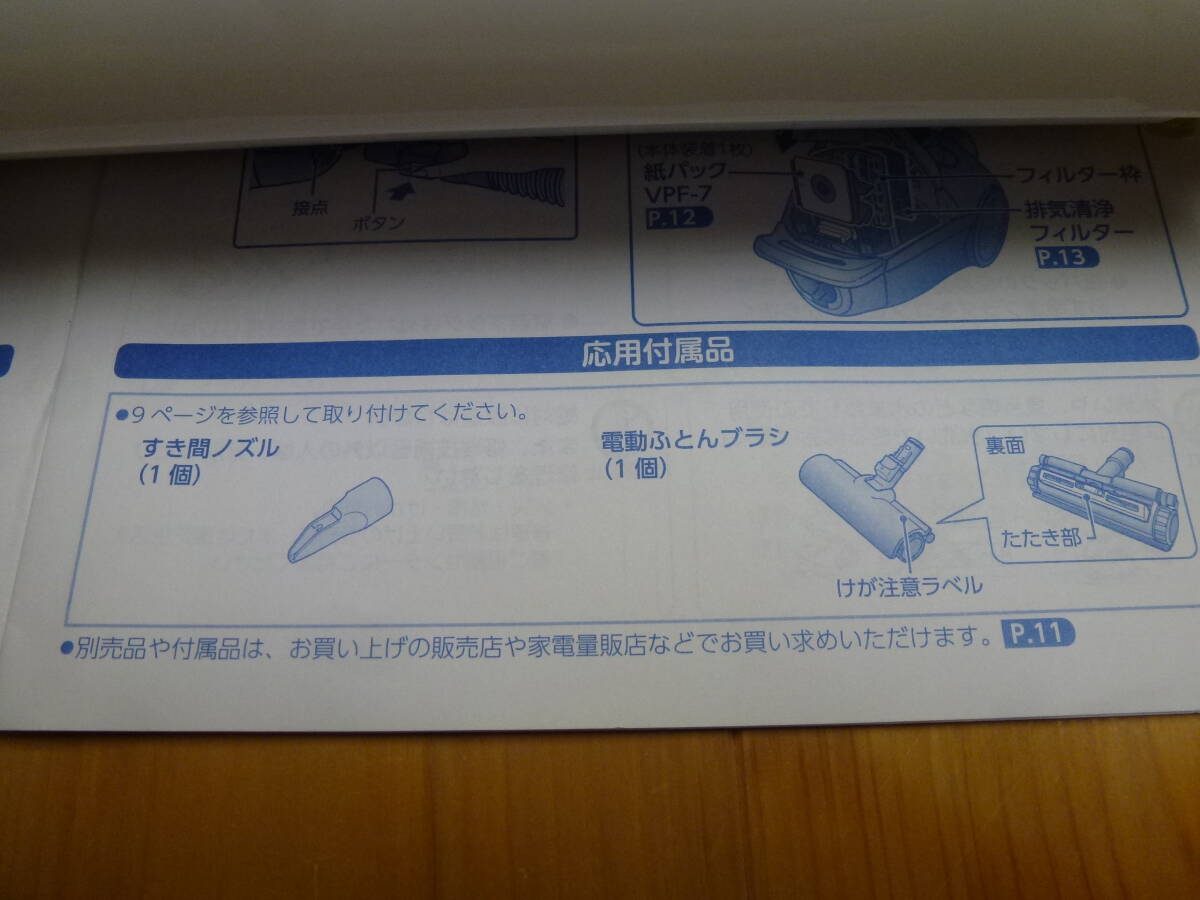 接点
ボタン
(本体装着1枚)
紙パック
VPF-7
P.12
フィルター枠
排気清浄
フィルター
P.13
応用付属品
●9 ページを参照して取り付けてください。
すき間ノズル
(1 個)
電動ふとんブラシ
(1 個)
裏面
たたき部
けが注意ラベル
●別売品や付属品は、お買い上げの販売店や家電量販店などでお買い求めいただけます。 P.11